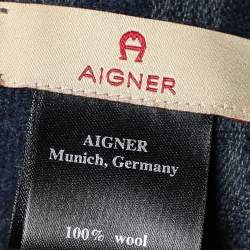 AIGNER
AIGNER
Munich, Germany
100% wool